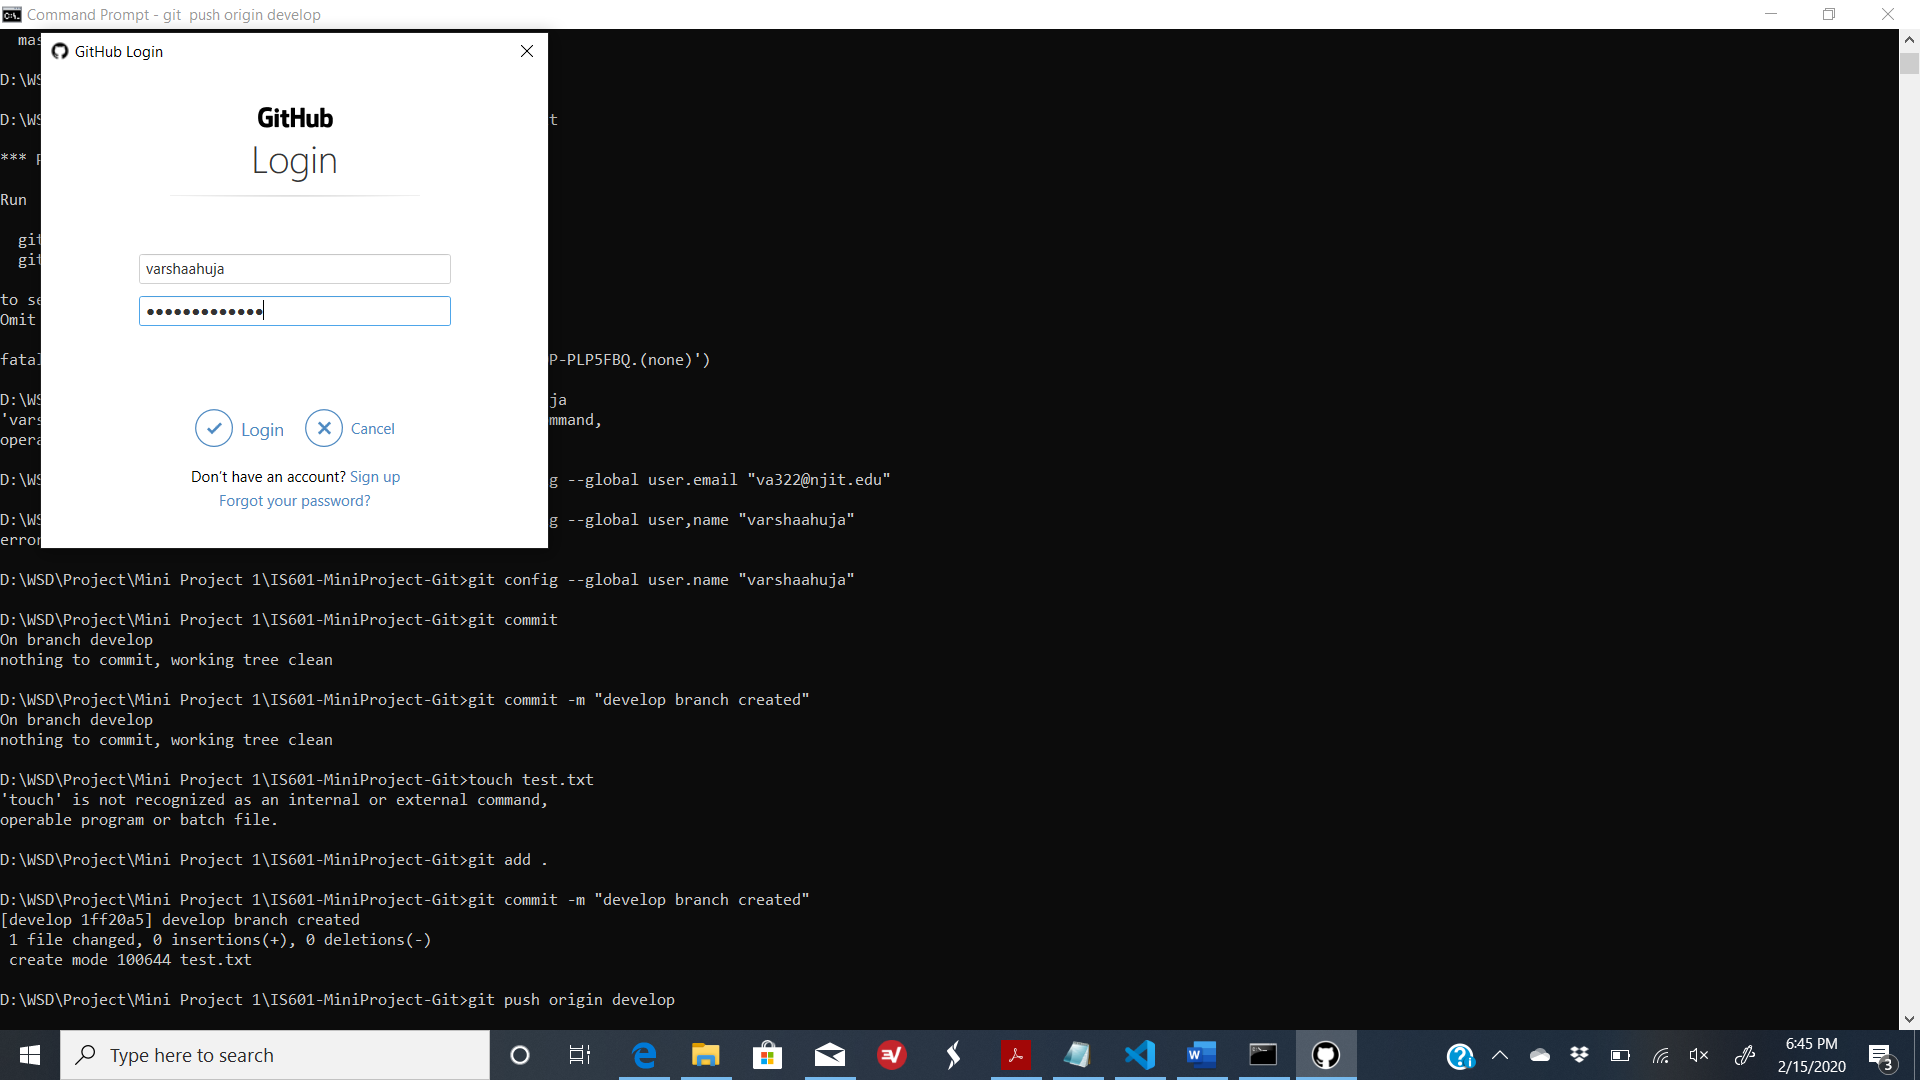 Command Prompt - git  push origin develop
GitHub Login
GitHub
Login
varshaahuja
Login
Cancel
Don't have an account? Sign up
Forgot your password?
mas
D:\WS
D:\WS
t
***
Run
git
git
to se
Omit
fatal
P-PLP5FBQ.(none)')
D:\WS
ja
'vars
mmand,
opera
D:\WS
g --global user.email "va322@njit.edu"
D:\WS
g --global user,name "varshaahuja"
error
D:\WSD\Project\Mini Project 1\IS601-MiniProject-Git>git config --global user.name "varshaahuja"
D:\WSD\Project\Mini Project 1\IS601-MiniProject-Git>git commit
On branch develop
nothing to commit, working tree clean
D:\WSD\Project\Mini Project 1\IS601-MiniProject-Git>git commit -m "develop branch created"
On branch develop
nothing to commit, working tree clean
D:\WSD\Project\Mini Project 1\IS601-MiniProject-Git>touch test.txt
'touch' is not recognized as an internal or external command,
operable program or batch file.
D:\WSD\Project\Mini Project 1\IS601-MiniProject-Git>git add .
D:\WSD\Project\Mini Project 1\IS601-MiniProject-Git>git commit -m "develop branch created"
[develop 1ff20a5] develop branch created
1 file changed, 0 insertions(+), 0 deletions(-)
create mode 100644 test.txt
D:\WSD\Project\Mini Project 1\IS601-MiniProject-Git>git push origin develop
Type here to search
6:45 PM
2/15/2020
3